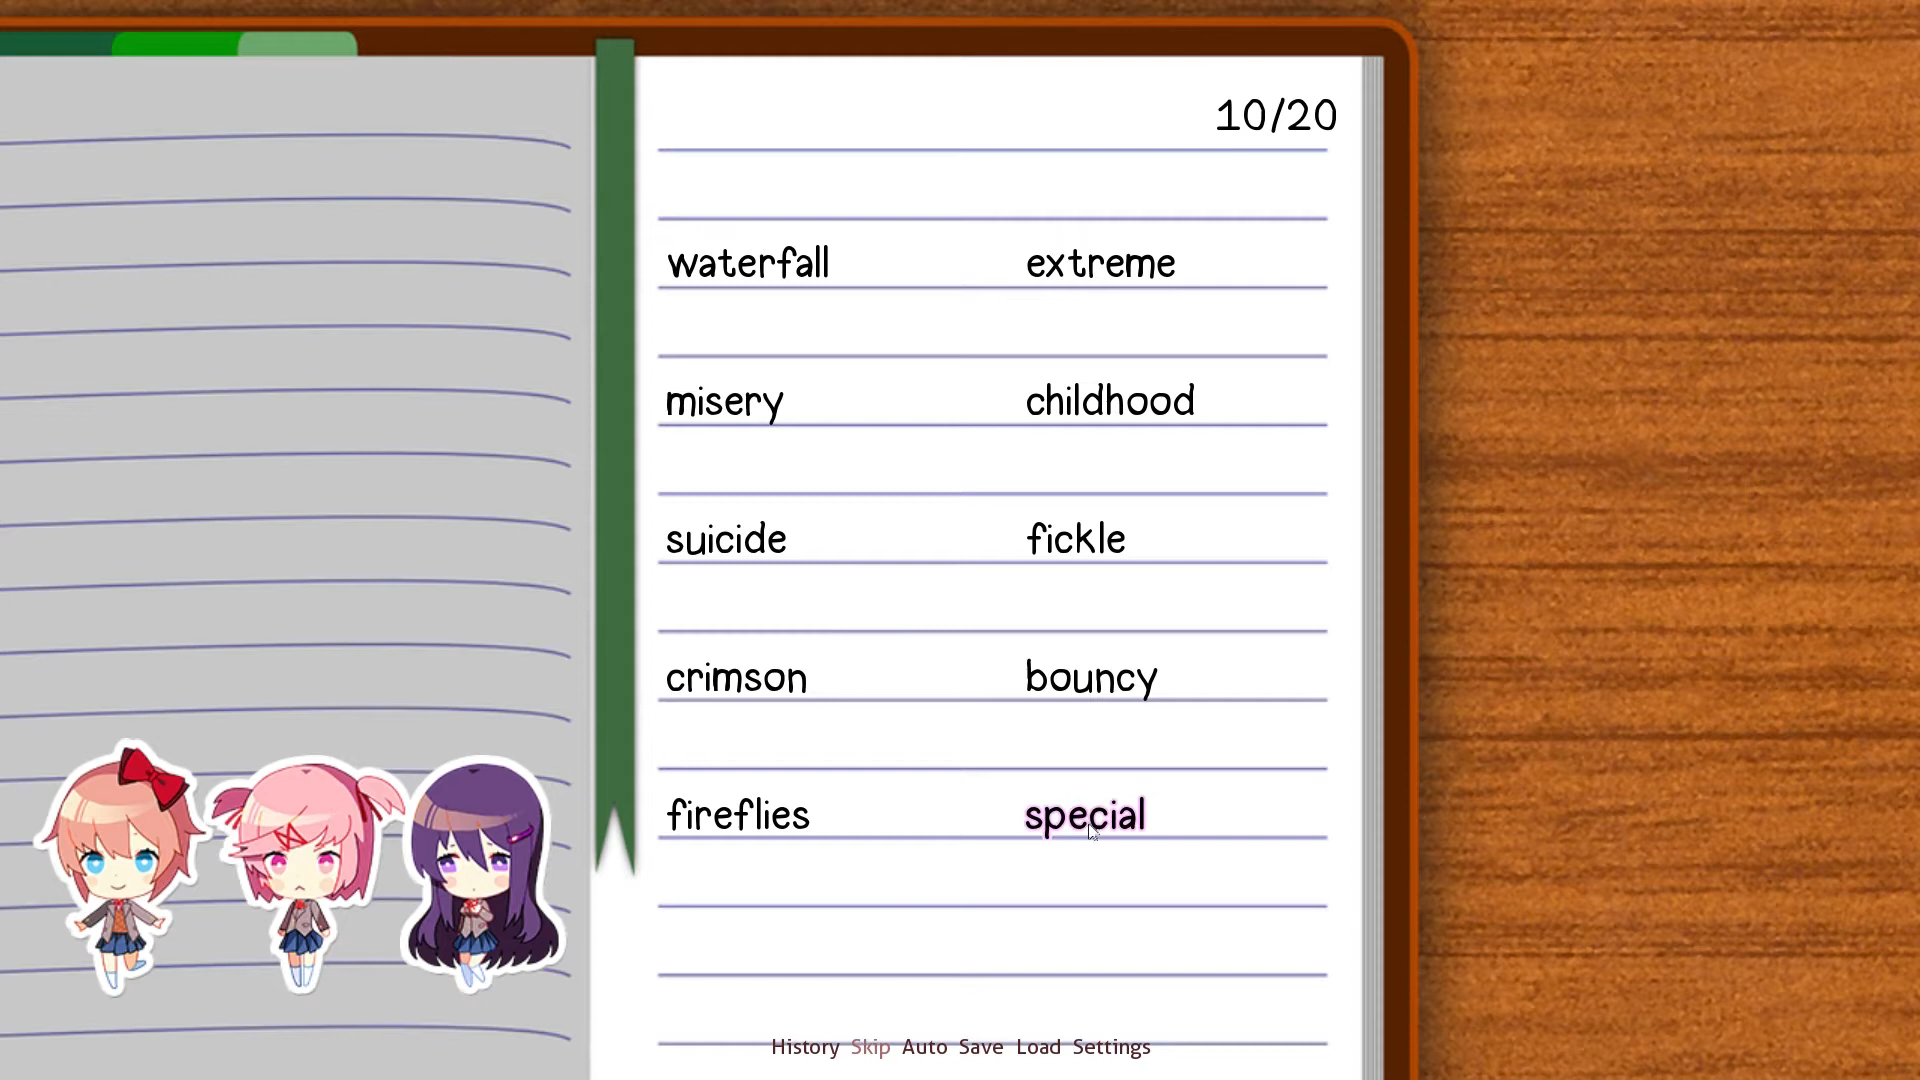 10/20
waterfall extreme
misery childhood
suicide fickle
crimson bouncy
fireflies special
History Skip Auto Save Load Settings